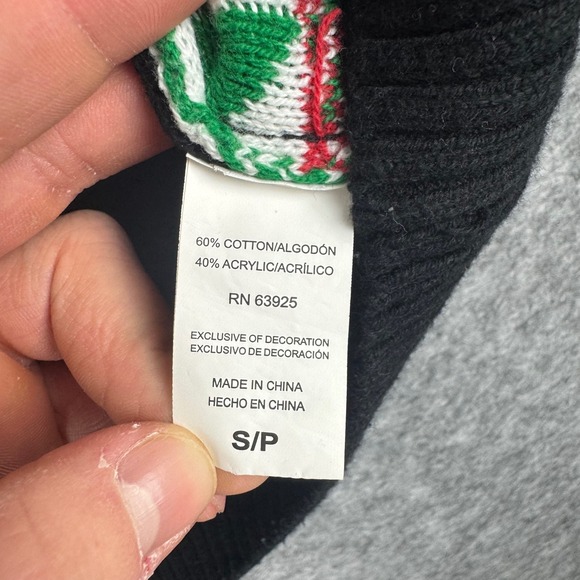 60% COTTON/ALGODÓN
40% ACRYLIC/ACRÍLICO
RN 63925
EXCLUSIVE OF DECORATION
EXCLUSIVO DE DECORACIÓN
MADE IN CHINA
HECHO EN CHINA
S/P